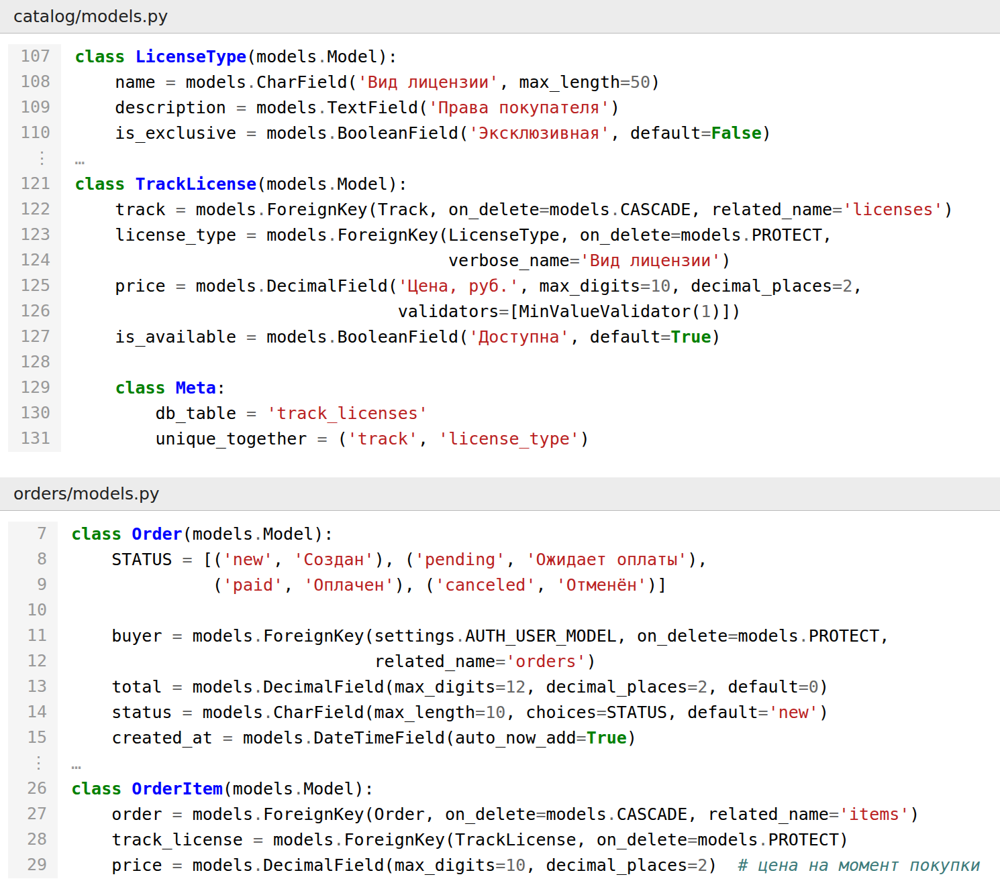 catalog/models.py
107 class LicenseType(models.Model):
108     name = models.CharField('Вид лицензии', max_length=50)
109     description = models.TextField('Права покупателя')
110     is_exclusive = models.BooleanField('Эксклюзивная', default=False)
⋮ …
121 class TrackLicense(models.Model):
122     track = models.ForeignKey(Track, on_delete=models.CASCADE, related_name='licenses')
123     license_type = models.ForeignKey(LicenseType, on_delete=models.PROTECT,
124                                      verbose_name='Вид лицензии')
125     price = models.DecimalField('Цена, руб.', max_digits=10, decimal_places=2,
126                                 validators=[MinValueValidator(1)])
127     is_available = models.BooleanField('Доступна', default=True)
128
129     class Meta:
130         db_table = 'track_licenses'
131         unique_together = ('track', 'license_type')
orders/models.py
7 class Order(models.Model):
8     STATUS = [('new', 'Создан'), ('pending', 'Ожидает оплаты'),
9               ('paid', 'Оплачен'), ('canceled', 'Отменён')]
10
11     buyer = models.ForeignKey(settings.AUTH_USER_MODEL, on_delete=models.PROTECT,
12                               related_name='orders')
13     total = models.DecimalField(max_digits=12, decimal_places=2, default=0)
14     status = models.CharField(max_length=10, choices=STATUS, default='new')
15     created_at = models.DateTimeField(auto_now_add=True)
⋮ …
26 class OrderItem(models.Model):
27     order = models.ForeignKey(Order, on_delete=models.CASCADE, related_name='items')
28     track_license = models.ForeignKey(TrackLicense, on_delete=models.PROTECT)
29     price = models.DecimalField(max_digits=10, decimal_places=2)  # цена на момент покупки